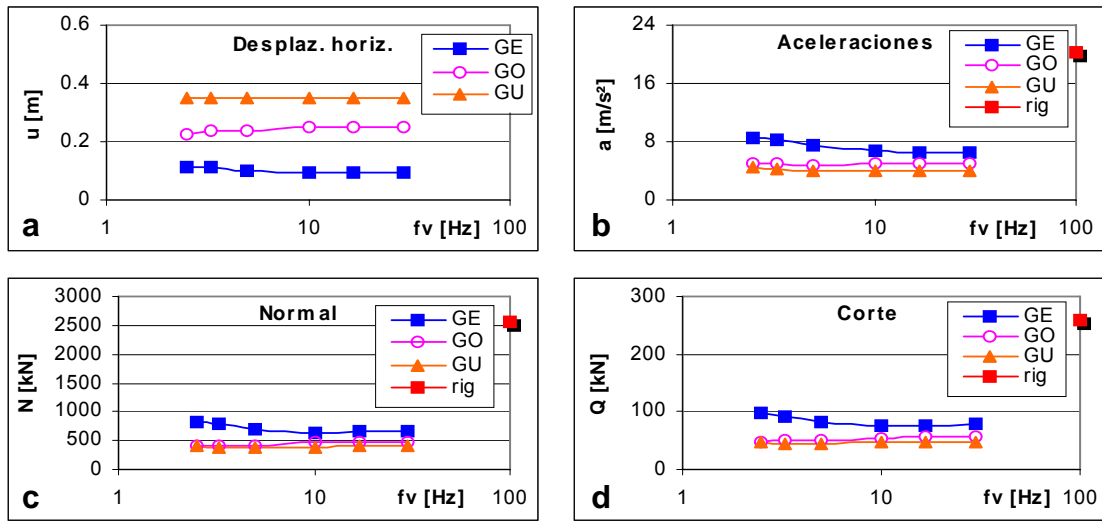 Desplaz. horiz.
u [m]
0.6
0.4
0.2
0
1
10
fv [Hz]
100
GE
GO
GU
a
Aceleraciones
a [m/s²]
24
16
8
0
1
10
fv [Hz]
100
GE
GO
GU
rig
b
Normal
N [kN]
3000
2500
2000
1500
1000
500
0
1
10
fv [Hz]
100
GE
GO
GU
rig
c
Corte
Q [kN]
300
200
100
0
1
10
fv [Hz]
100
GE
GO
GU
rig
d